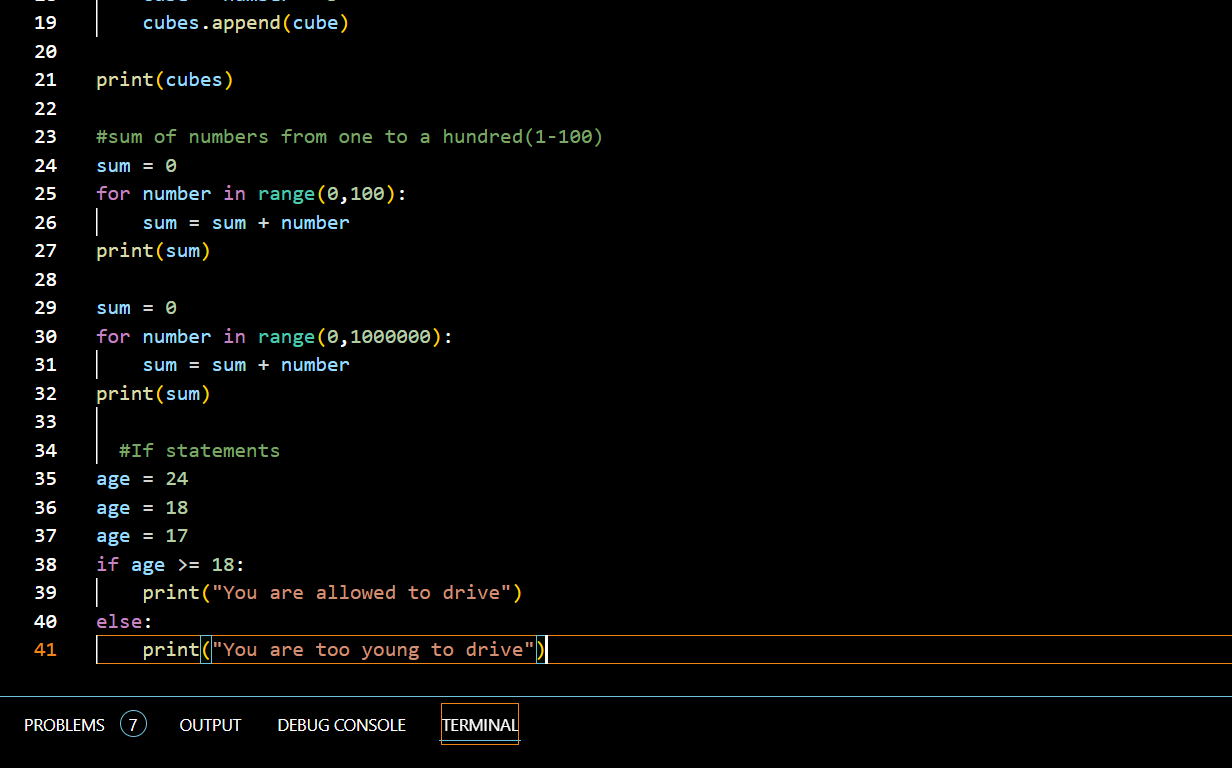 19 cubes.append(cube)
20
21 print(cubes)
22
23 #sum of numbers from one to a hundred(1-100)
24 sum = 0
25 for number in range(0,100):
26 sum = sum + number
27 print(sum)
28
29 sum = 0
30 for number in range(0,1000000):
31 sum = sum + number
32 print(sum)
33
34 #If statements
35 age = 24
36 age = 18
37 age = 17
38 if age >= 18:
39 print("You are allowed to drive")
40 else:
41 print("You are too young to drive")
PROBLEMS 7 OUTPUT DEBUG CONSOLE TERMINAL